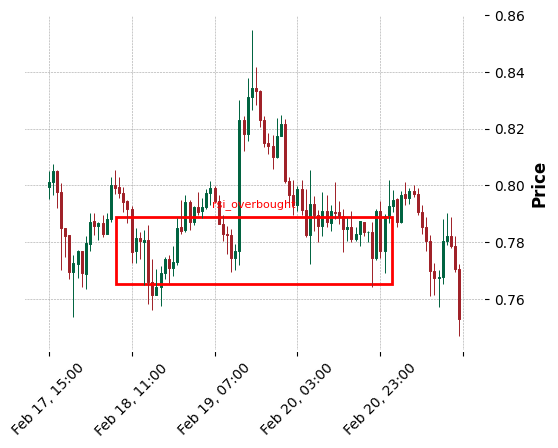 0.86
0.84
0.82
0.80
rsi_overbought
0.78
0.76
Price
Feb 17, 15:00
Feb 18, 11:00
Feb 19, 07:00
Feb 20, 03:00
Feb 20, 23:00